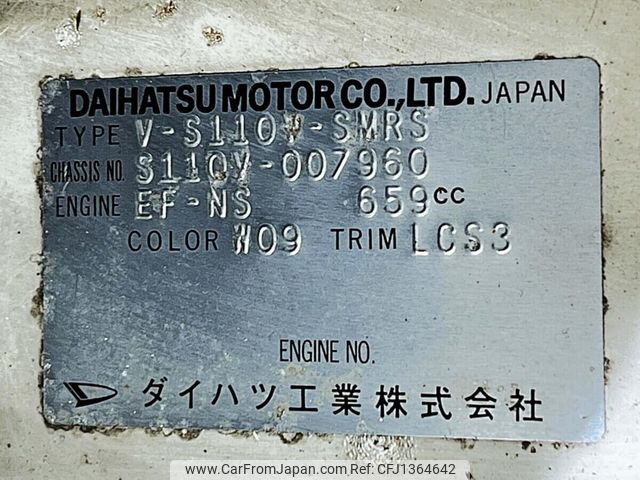 DAIHATSU MOTOR CO.,LTD. JAPAN
TYPE V-S110V-SMRS
CHASSIS NO. S110V-007960
ENGINE EF-NS 659cc
COLOR W09 TRIM LCS3
ENGINE NO.
ダイハツ工業株式会社
www.CarFromJapan.com Ref:CFJ1364642